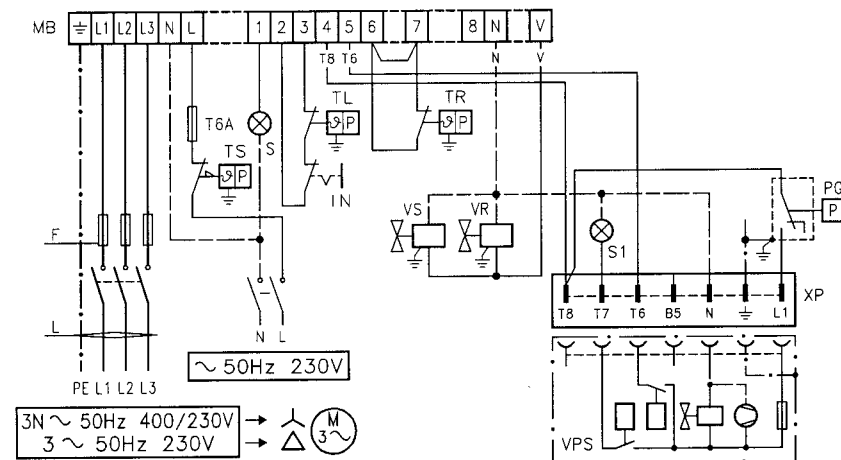 MB ⏚ L1 L2 L3 N L 1 2 3 4 5 6 7 8 N V
T8 T6 N V
T6A S TL ϑ P TR ϑ P
TS ϑ P
IN
F
VS VR
PG P
S1
XP
T8 T7 T6 B5 N ⏚ L1
L
N L
∼ 50Hz 230V
PE L1 L2 L3
3N ∼ 50Hz 400/230V → M
3 ∼ 50Hz 230V → △ 3∼
VPS